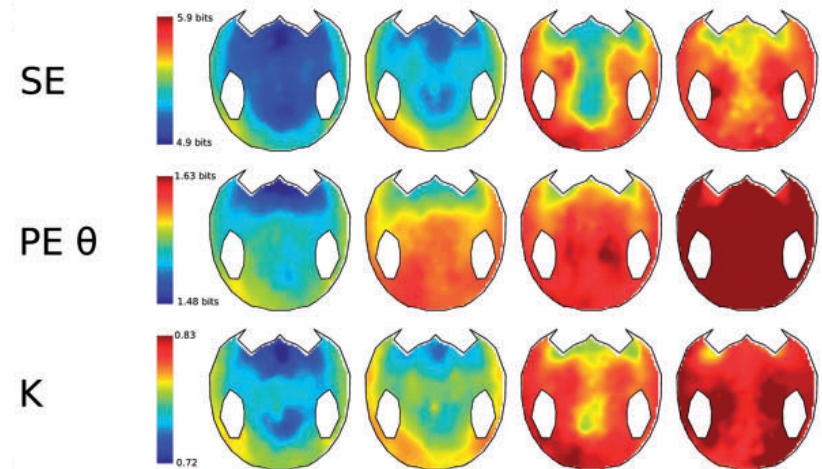 SE
5.9 bits
4.9 bits
PE θ
1.63 bits
1.48 bits
K
0.83
0.72